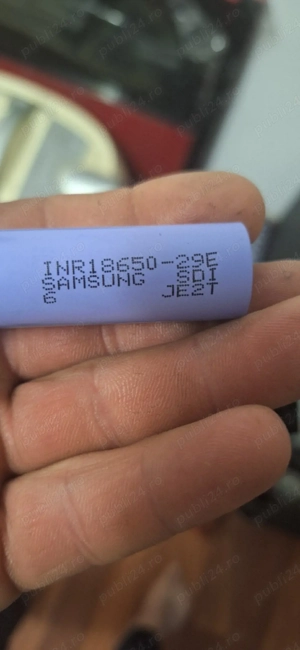 INR18650-29E
SAMSUNG SDI
6 JE2T